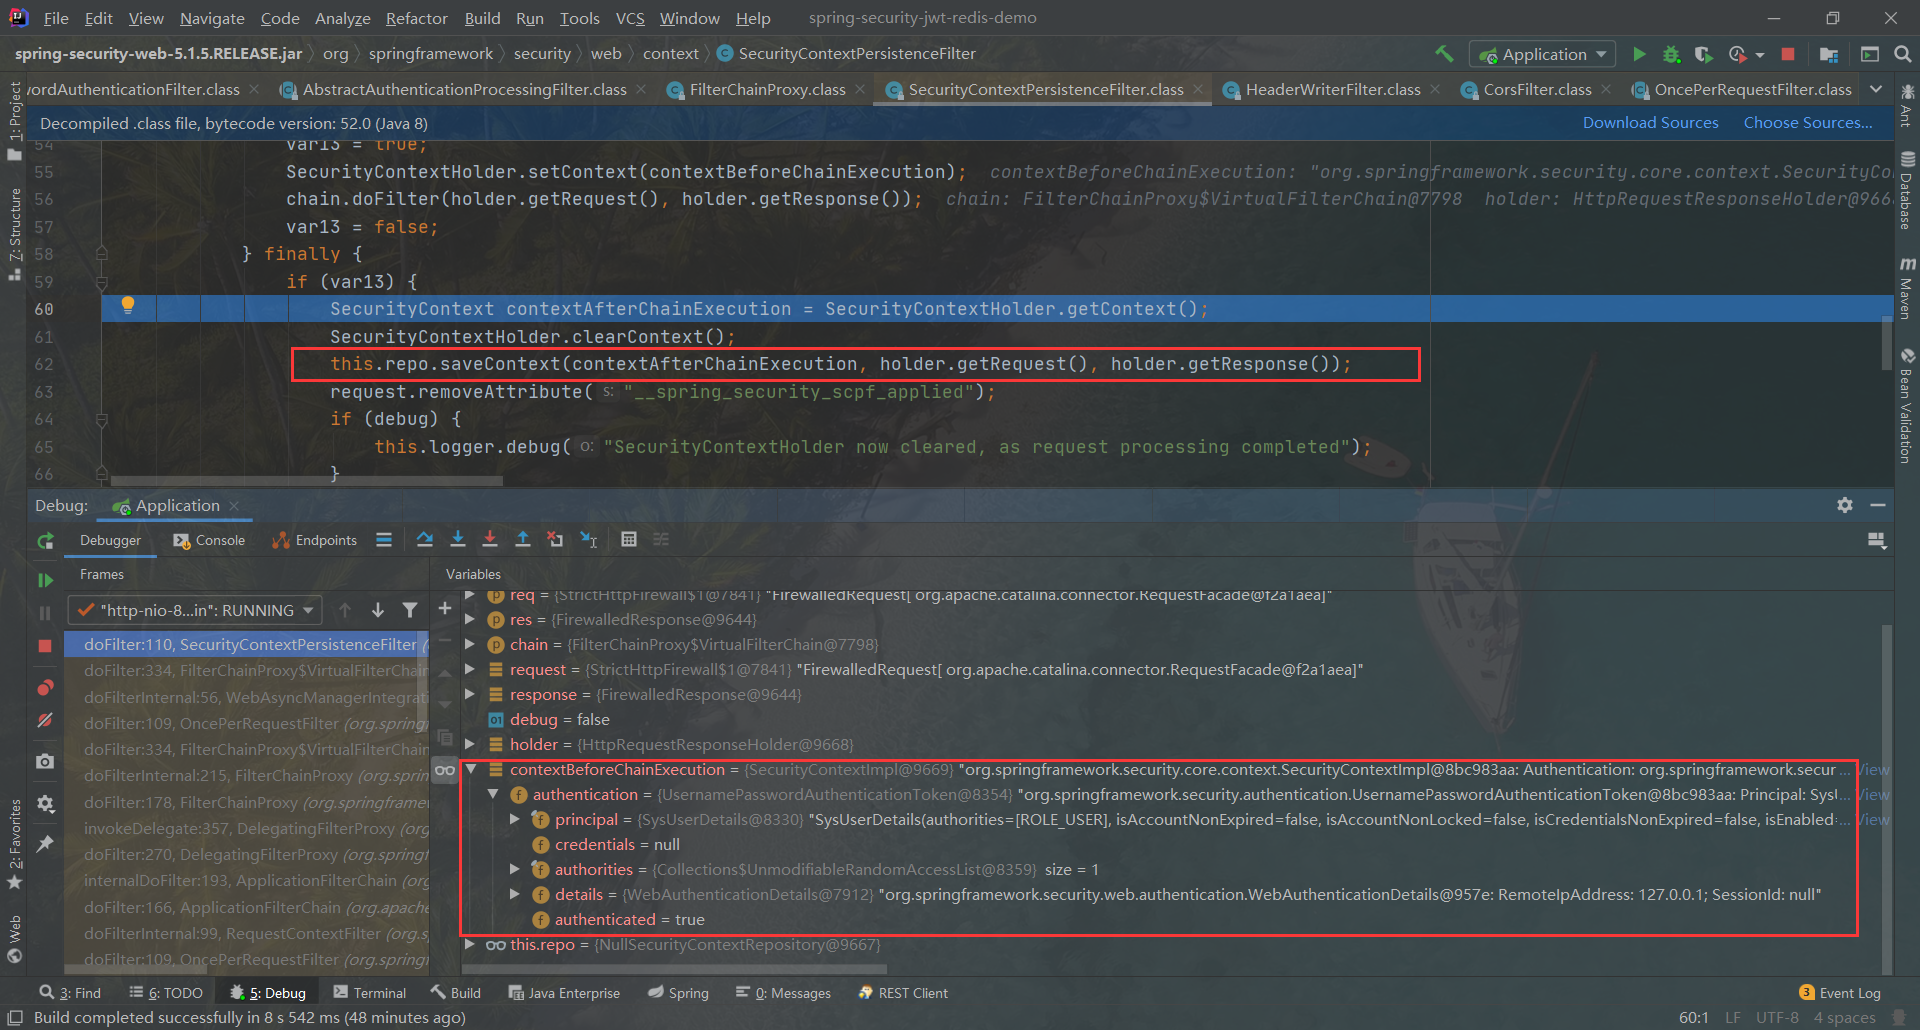 File Edit View Navigate Code Analyze Refactor Build Run Tools VCS Window Help spring-security-jwt-redis-demo
spring-security-web-5.1.5.RELEASE.jar org springframework security web context SecurityContextPersistenceFilter Application
vordAuthenticationFilter.class AbstractAuthenticationProcessingFilter.class FilterChainProxy.class SecurityContextPersistenceFilter.class HeaderWriterFilter.class CorsFilter.class OncePerRequestFilter.class
Decompiled .class file, bytecode version: 52.0 (Java 8) Download Sources Choose Sources...
54 var13 = true;
55 SecurityContextHolder.setContext(contextBeforeChainExecution); contextBeforeChainExecution: "org.springframework.security.core.context.SecurityCo
56 chain.doFilter(holder.getRequest(), holder.getResponse()); chain: FilterChainProxy$VirtualFilterChain@7798 holder: HttpRequestResponseHolder@966
57 var13 = false;
58 } finally {
59 if (var13) {
60 SecurityContext contextAfterChainExecution = SecurityContextHolder.getContext();
61 SecurityContextHolder.clearContext();
62 this.repo.saveContext(contextAfterChainExecution, holder.getRequest(), holder.getResponse());
63 request.removeAttribute( s: "__spring_security_scpf_applied");
64 if (debug) {
65 this.logger.debug( o: "SecurityContextHolder now cleared, as request processing completed");
66 }
1: Project
7: Structure
2: Favorites
Web
Ant
Database
Maven
Bean Validation
Debug: Application
Debugger Console Endpoints
Frames
"http-nio-8...in": RUNNING
doFilter:110, SecurityContextPersistenceFilter (
doFilter:334, FilterChainProxy$VirtualFilterChain
doFilterInternal:56, WebAsyncManagerIntegrati
doFilter:109, OncePerRequestFilter (org.spring
doFilter:334, FilterChainProxy$VirtualFilterChain
doFilterInternal:215, FilterChainProxy (org.sprin
doFilter:178, FilterChainProxy (org.springframew
invokeDelegate:357, DelegatingFilterProxy (org.
doFilter:270, DelegatingFilterProxy (org.springf
internalDoFilter:193, ApplicationFilterChain (org
doFilter:166, ApplicationFilterChain (org.apache
doFilterInternal:99, RequestContextFilter (org.s
doFilter:109, OncePerRequestFilter (org.spring
Variables
req = {StrictHttpFirewall$1@7841} "FirewalledRequest[ org.apache.catalina.connector.RequestFacade@f2a1aea]"
res = {FirewalledResponse@9644}
chain = {FilterChainProxy$VirtualFilterChain@7798}
request = {StrictHttpFirewall$1@7841} "FirewalledRequest[ org.apache.catalina.connector.RequestFacade@f2a1aea]"
response = {FirewalledResponse@9644}
debug = false
holder = {HttpRequestResponseHolder@9668}
contextBeforeChainExecution = {SecurityContextImpl@9669} "org.springframework.security.core.context.SecurityContextImpl@8bc983aa: Authentication: org.springframework.secur ... View
authentication = {UsernamePasswordAuthenticationToken@8354} "org.springframework.security.authentication.UsernamePasswordAuthenticationToken@8bc983aa: Principal: SysU... View
principal = {SysUserDetails@8330} "SysUserDetails(authorities=[ROLE_USER], isAccountNonExpired=false, isAccountNonLocked=false, isCredentialsNonExpired=false, isEnabled=... View
credentials = null
authorities = {Collections$UnmodifiableRandomAccessList@8359} size = 1
details = {WebAuthenticationDetails@7912} "org.springframework.security.web.authentication.WebAuthenticationDetails@957e: RemoteIpAddress: 127.0.0.1; SessionId: null"
authenticated = true
this.repo = {NullSecurityContextRepository@9667}
3: Find 6: TODO 5: Debug Terminal Build Java Enterprise Spring 0: Messages REST Client 3 Event Log
Build completed successfully in 8 s 542 ms (48 minutes ago) 60:1 LF UTF-8 4 spaces